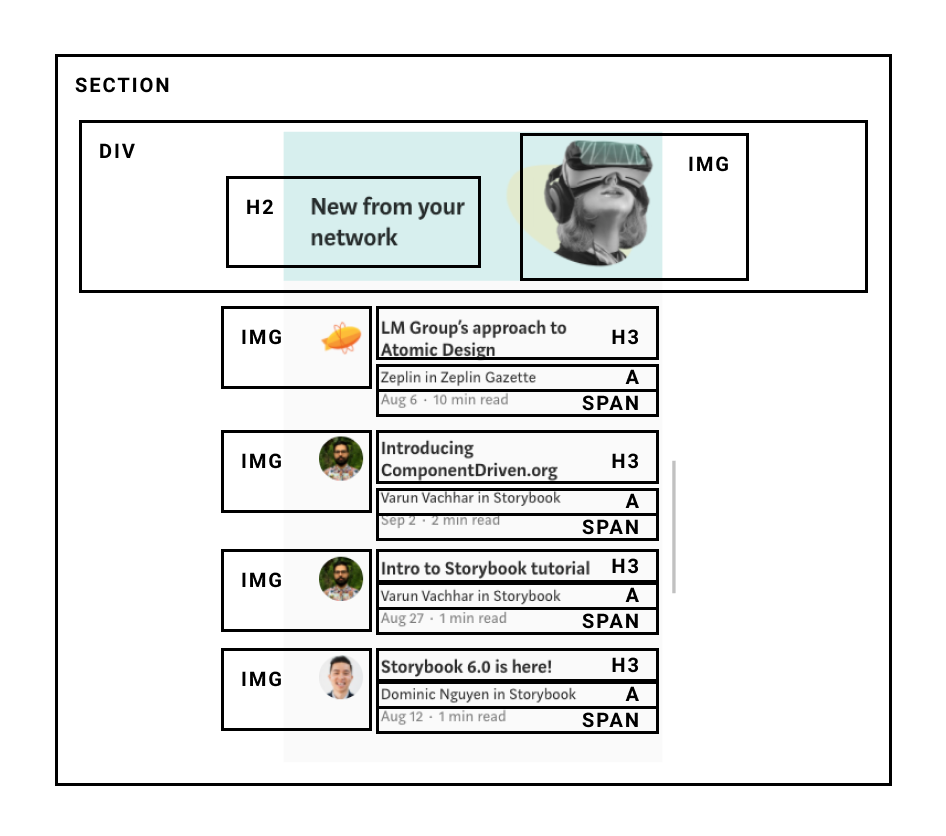 SECTION
DIV
IMG
H2
New from your
network
IMG
LM Group's approach to
Atomic Design
H3
Zeplin in Zeplin Gazette
A
Aug 6 · 10 min read
SPAN
IMG
Introducing
ComponentDriven.org
H3
Varun Vachhar in Storybook
A
Sep 2 · 2 min read
SPAN
IMG
Intro to Storybook tutorial
H3
Varun Vachhar in Storybook
A
Aug 27 · 1 min read
SPAN
IMG
Storybook 6.0 is here!
H3
Dominic Nguyen in Storybook
A
Aug 12 · 1 min read
SPAN